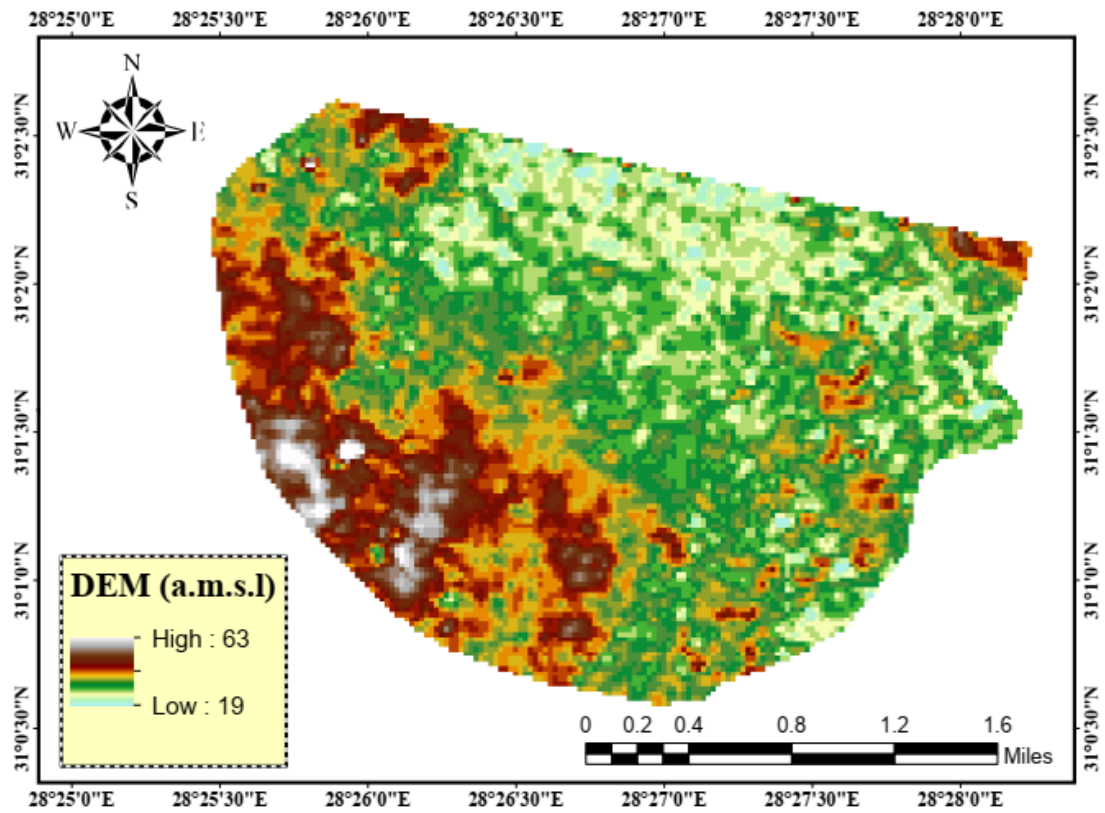 28°25'0"E 28°25'30"E 28°26'0"E 28°26'30"E 28°27'0"E 28°27'30"E 28°28'0"E
N
W E
S
31°2'30"N 31°2'30"N
31°2'0"N 31°2'0"N
31°1'30"N 31°1'30"N
31°1'0"N 31°1'0"N
31°0'30"N 31°0'30"N
DEM (a.m.s.l)
High : 63
Low : 19
0 0.2 0.4 0.8 1.2 1.6
Miles
28°25'0"E 28°25'30"E 28°26'0"E 28°26'30"E 28°27'0"E 28°27'30"E 28°28'0"E